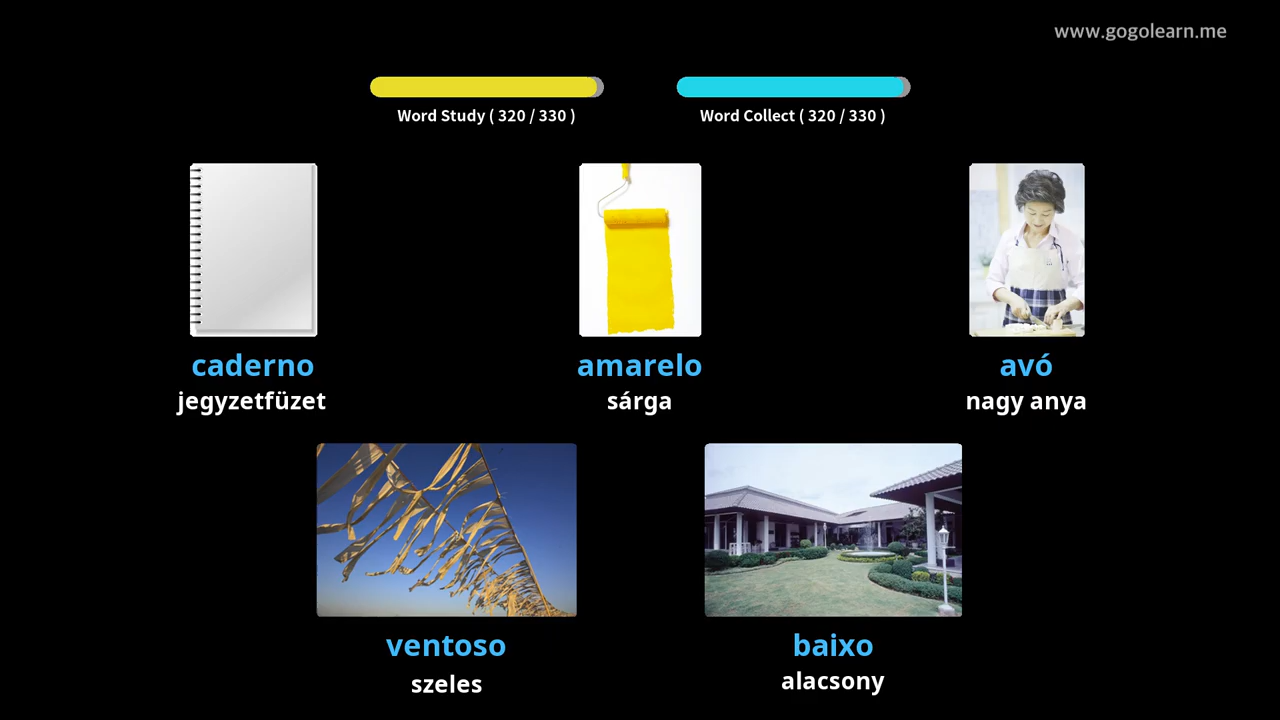 www.gogolearn.me
Word Study ( 320 / 330 )
Word Collect ( 320 / 330 )
caderno
jegyzetfüzet
amarelo
sárga
avó
nagy anya
ventoso
szeles
baixo
alacsony